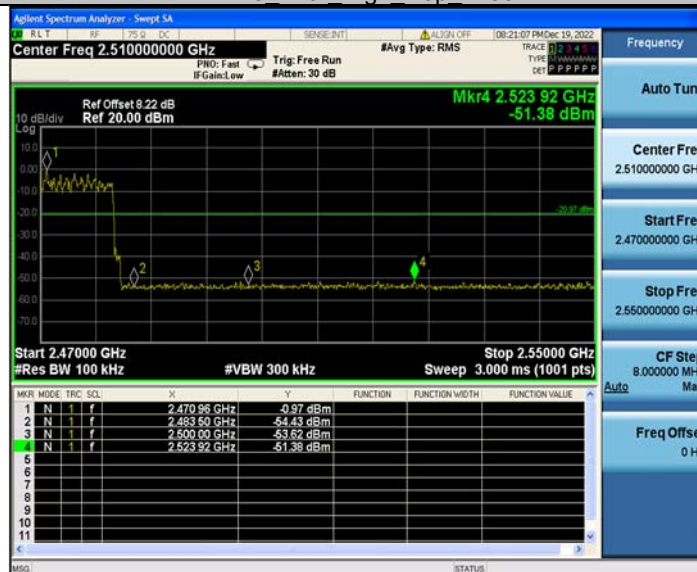 Agilent Spectrum Analyzer - Swept SA
R L T RF 75 Ω DC SENSE:INT ALIGN OFF 08:21:07 PM Dec 19, 2022
Center Freq 2.510000000 GHz #Avg Type: RMS TRACE 1 2 3 4 5 6
PNO: Fast Trig: Free Run TYPE
IFGain:Low #Atten: 30 dB DET P P P P P P
Frequency
Auto Tun
Center Fre
2.510000000 GH
Start Fre
2.470000000 GH
Stop Fre
2.550000000 GH
CF Ste
8.000000 MH
Auto Ma
Freq Offse
0 H
Mkr4 2.523 92 GHz
Ref Offset 8.22 dB
10 dB/div Ref 20.00 dBm -51.38 dBm
Log
10.0
0.00
-10.0
-20.0
-30.0
-40.0
-50.0
-60.0
-70.0
1
2
3
4
-20.97 dBm
Start 2.47000 GHz Stop 2.55000 GHz
#Res BW 100 kHz #VBW 300 kHz Sweep 3.000 ms (1001 pts)
MKR MODE TRC SCL X Y FUNCTION FUNCTION WIDTH FUNCTION VALUE
1 N 1 f 2.470 96 GHz -0.97 dBm
2 N 1 f 2.483 50 GHz -54.43 dBm
3 N 1 f 2.500 00 GHz -53.62 dBm
4 N 1 f 2.523 92 GHz -51.38 dBm
5
6
7
8
9
10
11
MSG STATUS